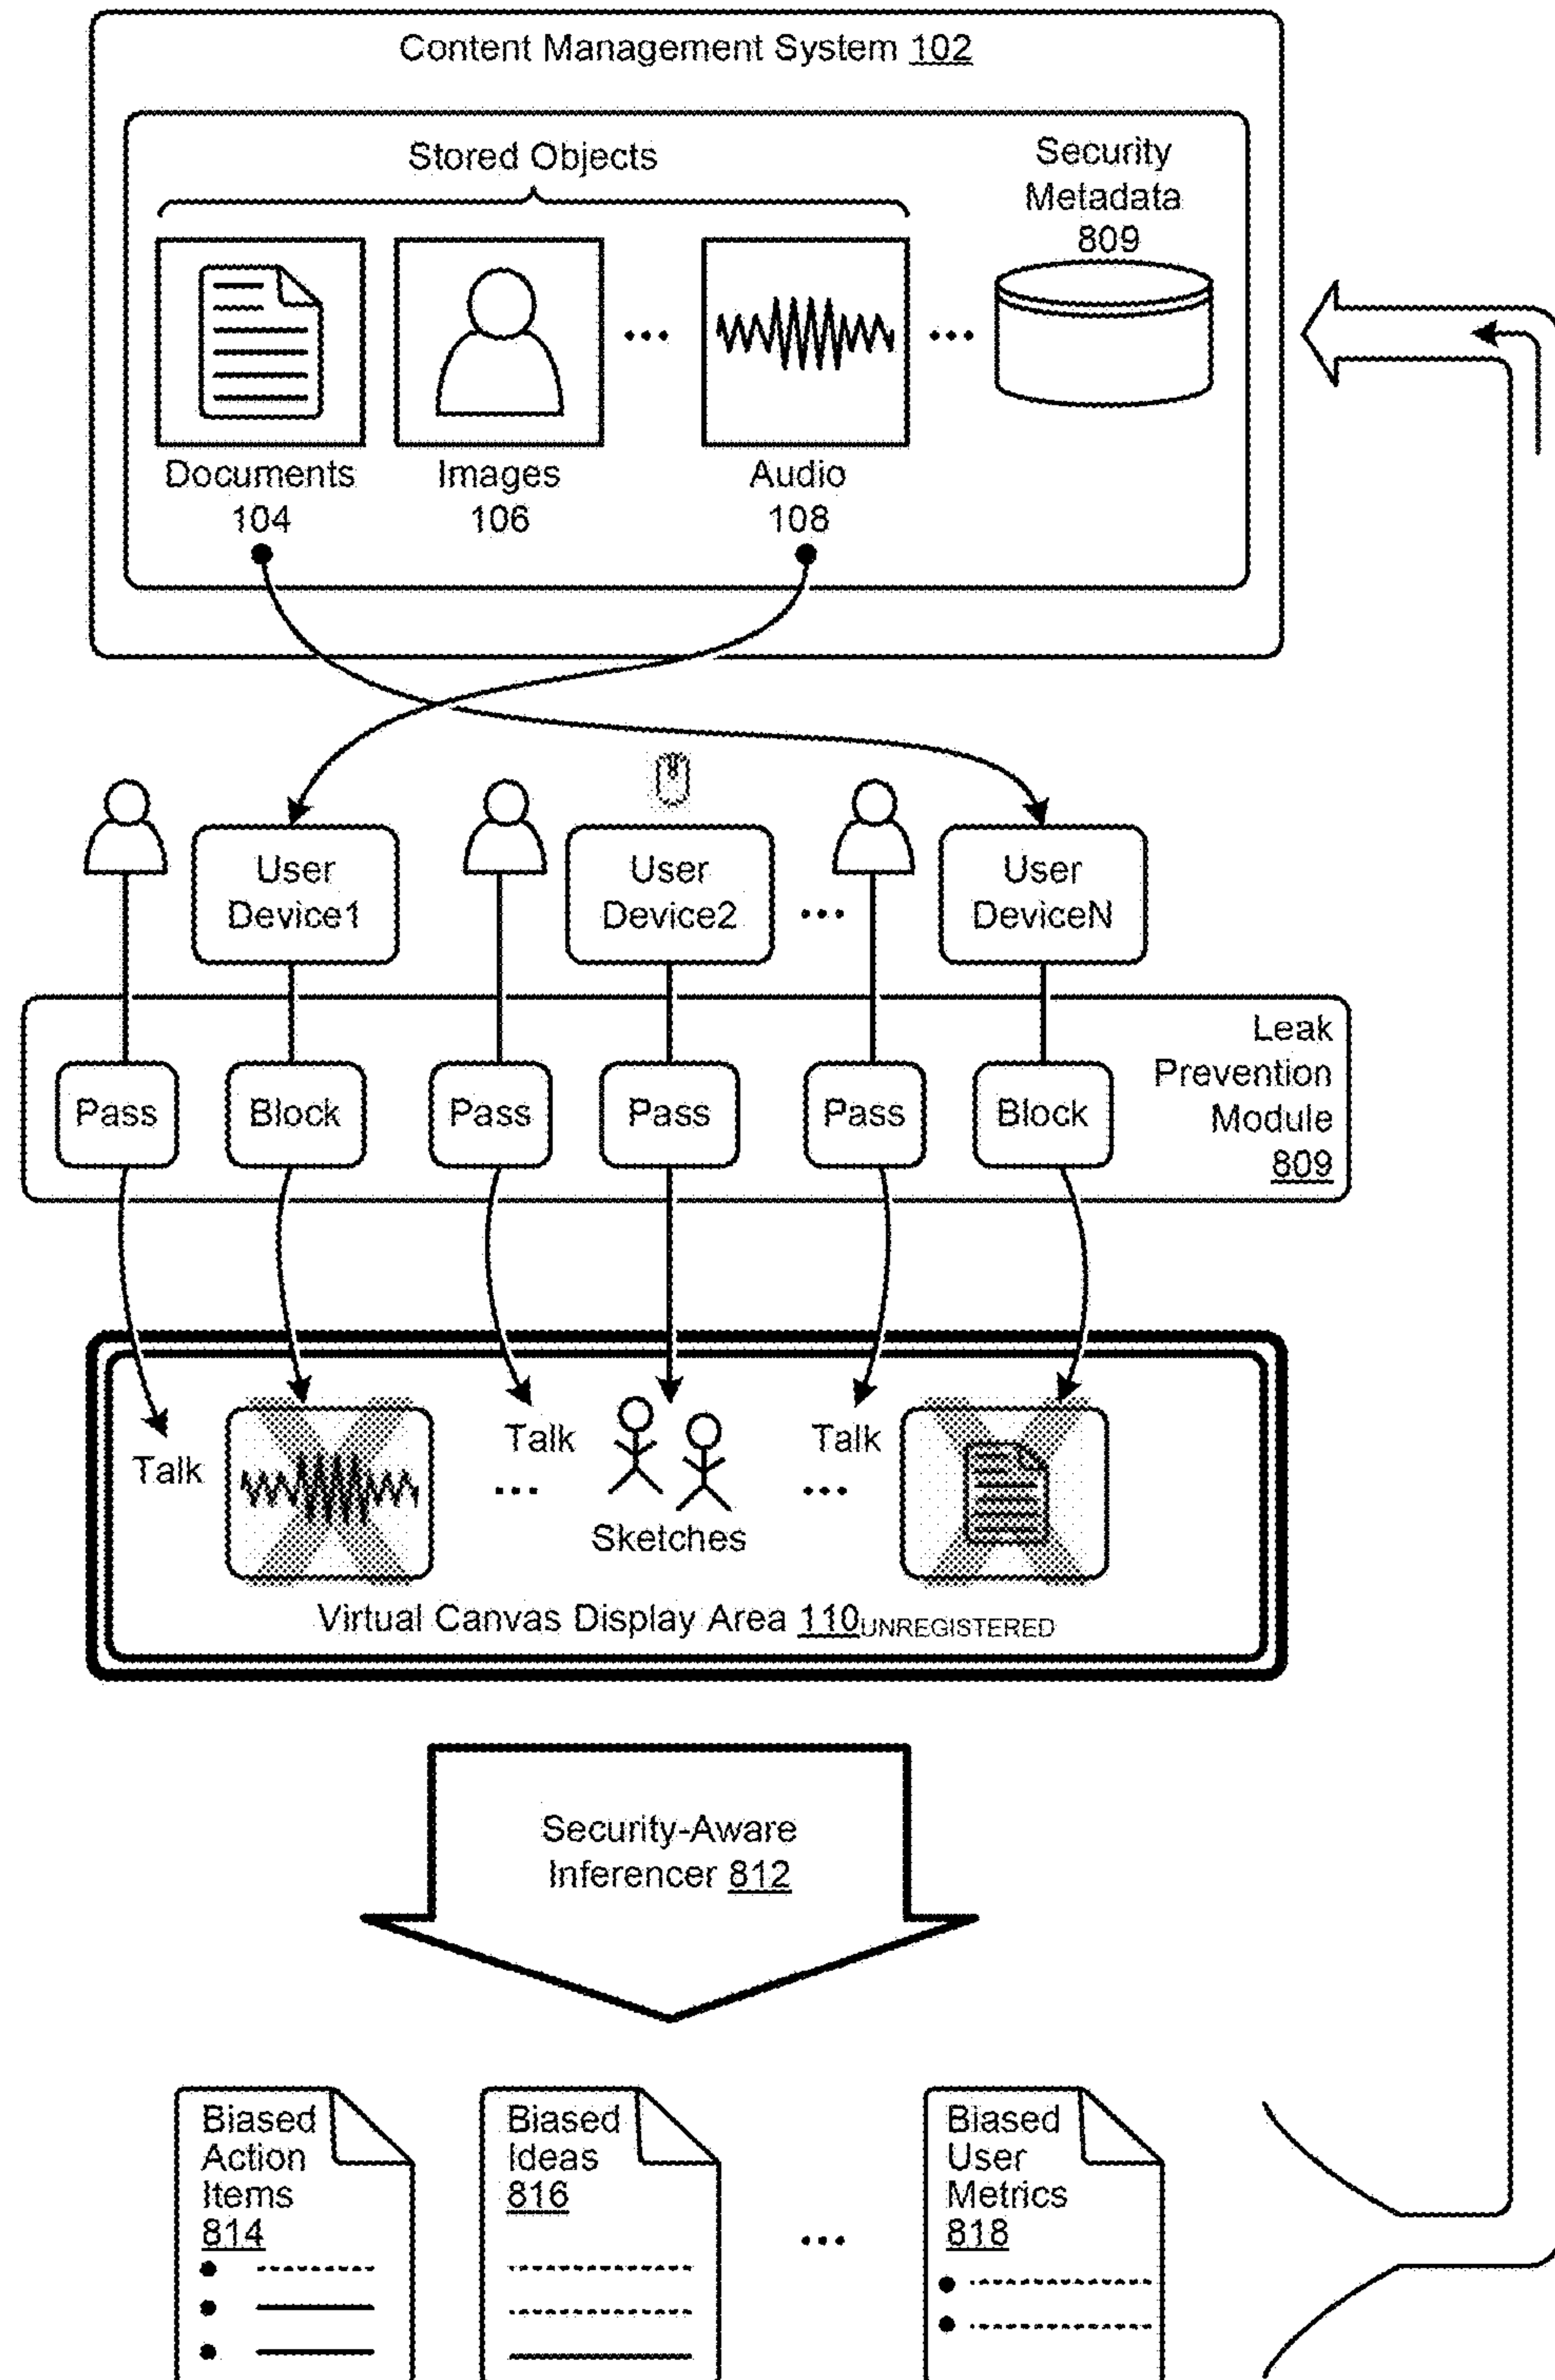 Content Management System 102
Stored Objects
Security
Metadata
809
Documents
104
Images
106
Audio
108
User
Device1
User
Device2
User
DeviceN
Leak
Prevention
Module
809
Pass
Block
Pass
Pass
Pass
Block
Talk
Talk
Talk
Sketches
Virtual Canvas Display Area 110UNREGISTERED
Security-Aware
Inferencer 812
Biased
Action
Items
814
Biased
Ideas
816
Biased
User
Metrics
818